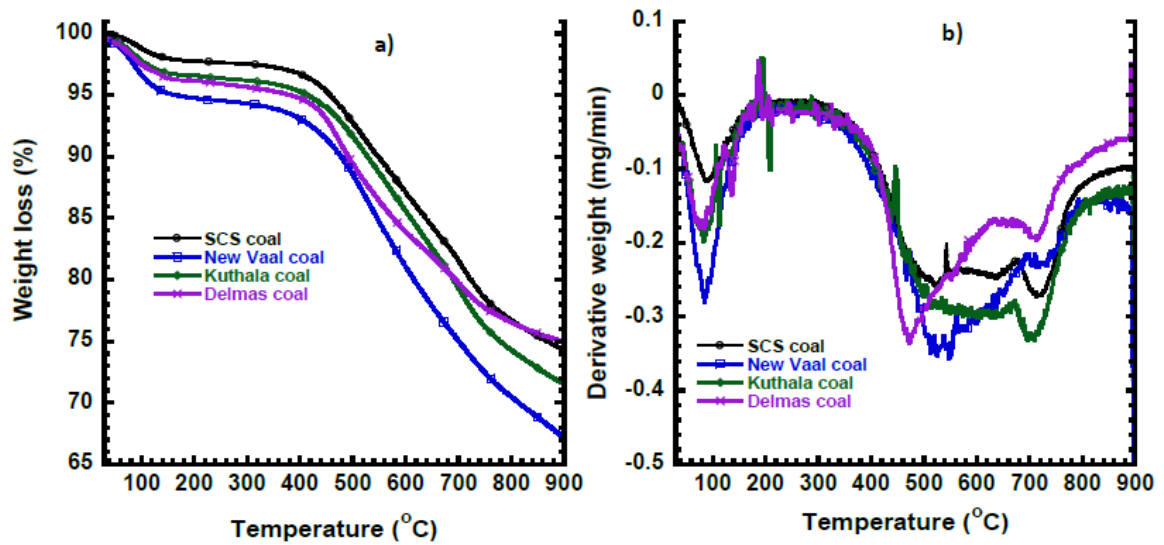 a)
100
95
90
85
80
75
70
65
Weight loss (%)
SCS coal
New Vaal coal
Kuthala coal
Delmas coal
100 200 300 400 500 600 700 800 900
Temperature (°C)
b)
0.1
0
-0.1
-0.2
-0.3
-0.4
-0.5
Derivative weight (mg/min)
SCS coal
New Vaal coal
Kuthala coal
Delmas coal
100 200 300 400 500 600 700 800 900
Temperature (°C)